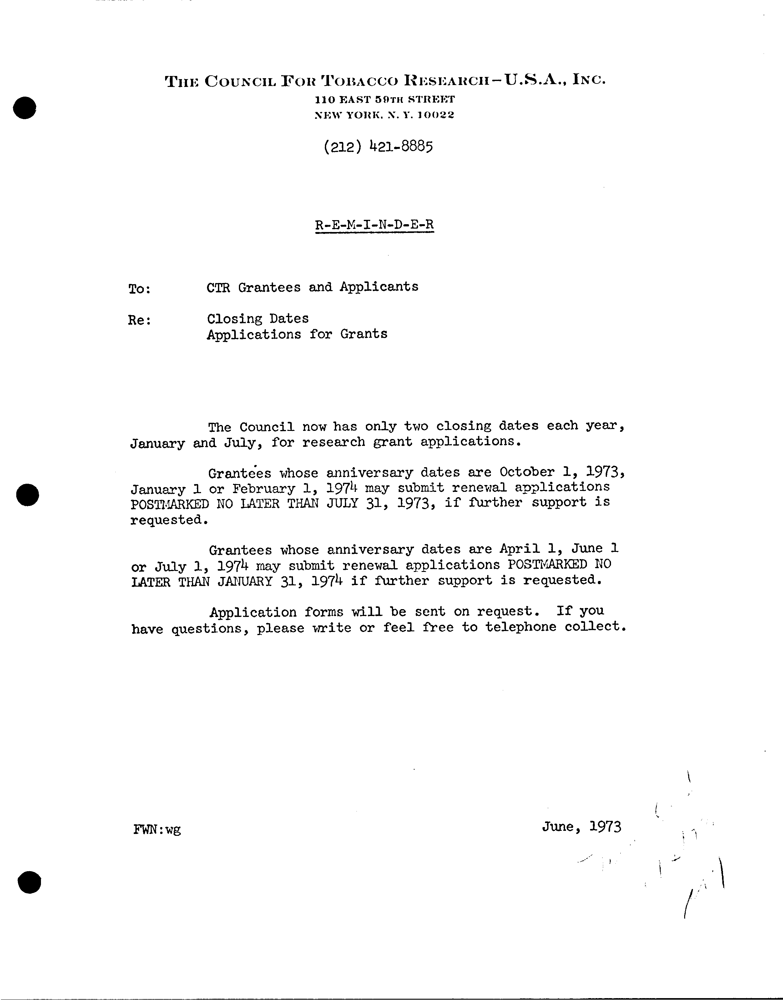 THE COUNCIL FOR TOBACCO RESEARCH-U.S.A., INC.
110 EAST 59TH STREET
NEW YORK, N. Y. 10022
(212) 421-8885
R-E-M-I-N-D-E-R
To: CTR Grantees and Applicants
Re: Closing Dates
Applications for Grants
The Council now has only two closing dates each year,
January and July, for research grant applications.
Grantees whose anniversary dates are October 1, 1973,
January 1 or February 1, 1974 may submit renewal applications
POSTMARKED NO LATER THAN JULY 31, 1973, if further support is
requested.
Grantees whose anniversary dates are April 1, June 1
or July 1, 1974 may submit renewal applications POSTMARKED NO
LATER THAN JANUARY 31, 1974 if further support is requested.
Application forms will be sent on request. If you
have questions, please write or feel free to telephone collect.
FWN:wg June, 1973